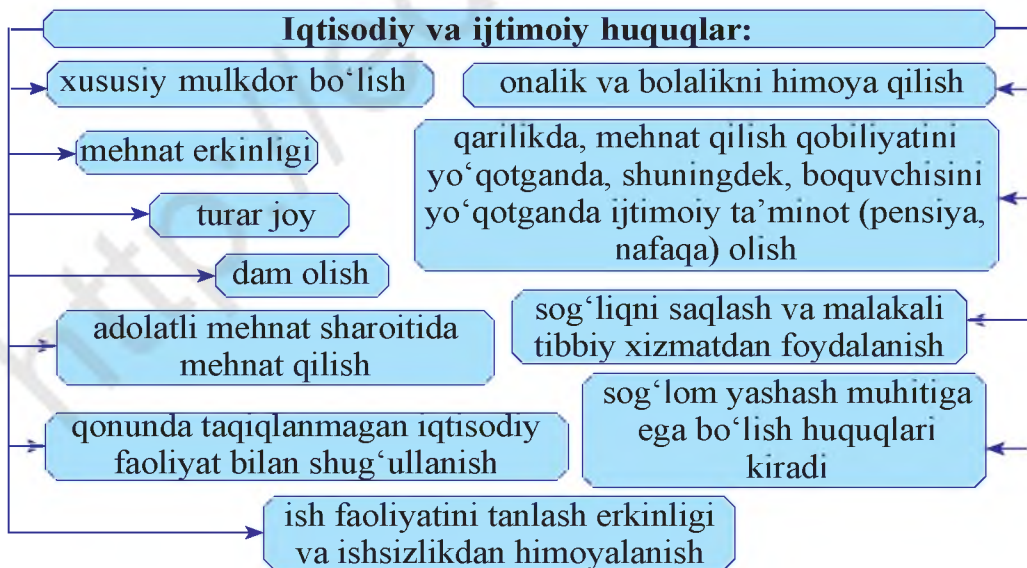 Iqtisodiy va ijtimoiy huquqlar:
xususiy mulkdor bo‘lish
mehnat erkinligi
turar joy
dam olish
adolatli mehnat sharoitida
mehnat qilish
qonunda taqiqlanmagan iqtisodiy
faoliyat bilan shug‘ullanish
ish faoliyatini tanlash erkinligi
va ishsizlikdan himoyalanish
onalik va bolalikni himoya qilish
qarilikda, mehnat qilish qobiliyatini
yo‘qotganda, shuningdek, boquvchisini
yo‘qotganda ijtimoiy ta’minot (pensiya,
nafaqa) olish
sog‘liqni saqlash va malakali
tibbiy xizmatdan foydalanish
sog‘lom yashash muhitiga
ega bo‘lish huquqlari
kiradi